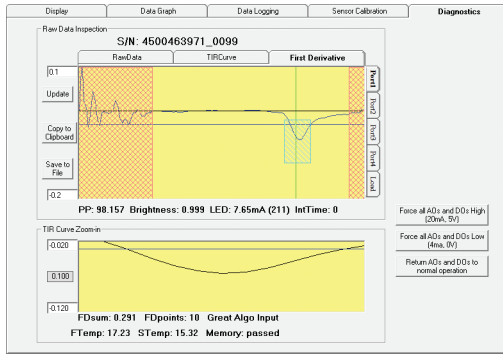 Display Data Graph Data Logging Sensor Calibration Diagnostics
Raw Data Inspection
S/N: 4500463971_0099
RawData TIRCurve First Derivative
0.1
Update
Copy to
Clipboard
Save to
File
-0.2
Port1
Port2
Port3
Port4
Load
PP: 98.157 Brightness: 0.999 LED: 7.65mA (211) IntTime: 0
Force all AOs and DOs High
(20mA, 5V)
Force all AOs and DOs Low
(4ma, 0V)
Return AOs and DOs to
normal operation
TIR Curve Zoom-in
-0.020
0.100
-0.120
FDsum: 0.291 FDpoints: 10 Great Algo Input
FTemp: 17.23 STemp: 15.32 Memory: passed